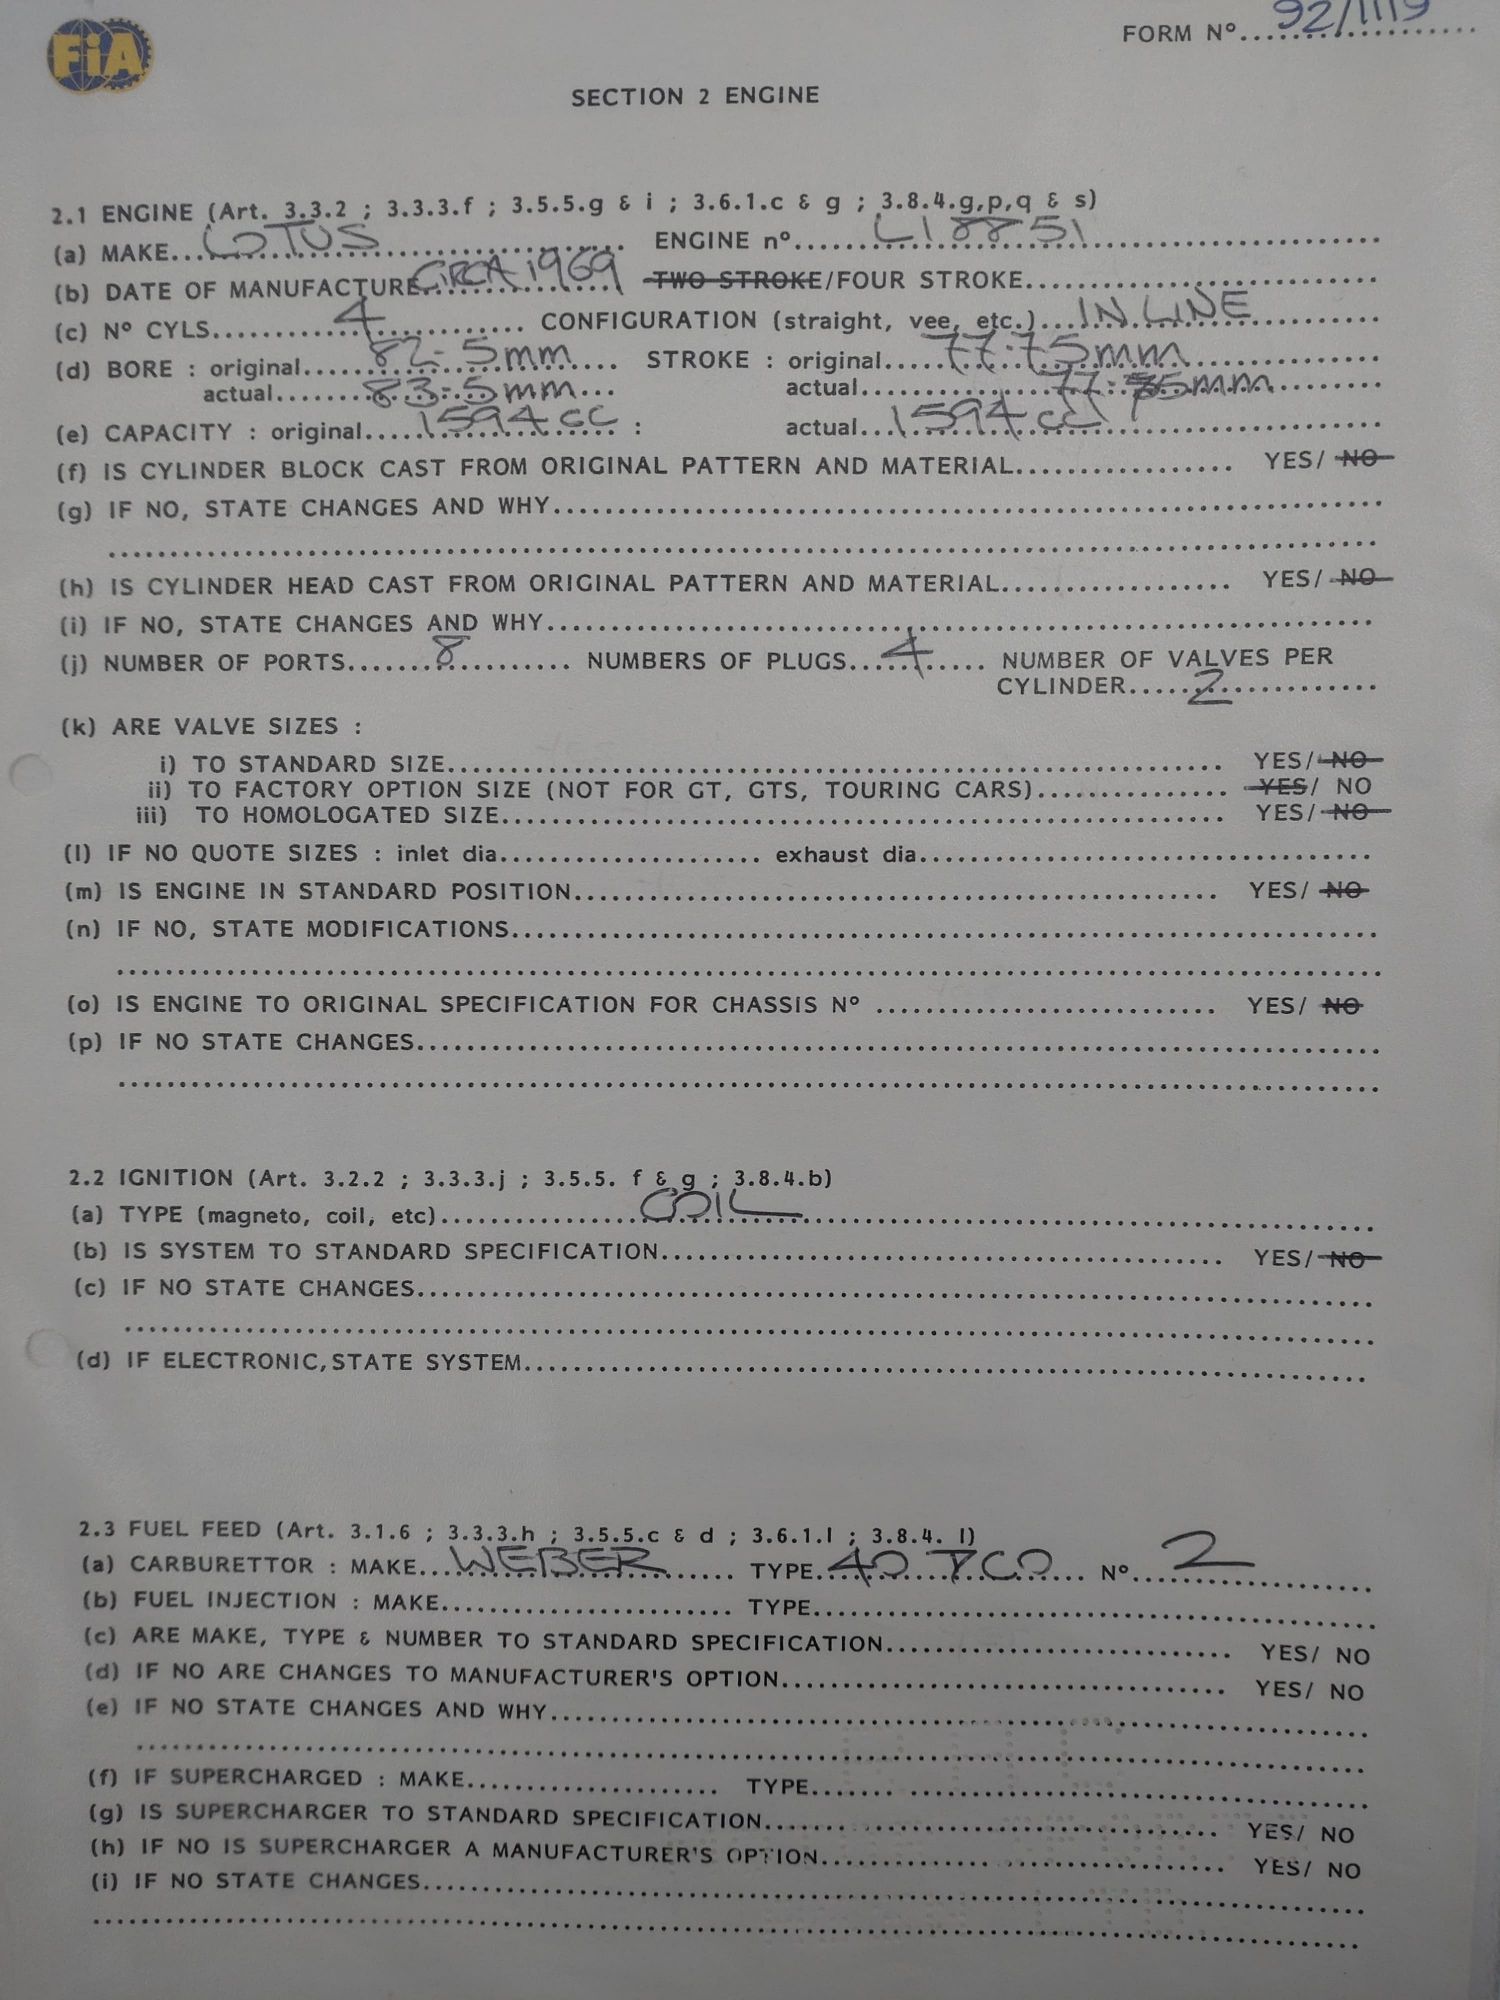 FiA
FORM Nº... 92/1119
SECTION 2 ENGINE
2.1 ENGINE (Art. 3.3.2 ; 3.3.3.f ; 3.5.5.g & i ; 3.6.1.c & g ; 3.8.4.g,p,q & s)
(a) MAKE... LOTUS ... ENGINE nº... L18851
(b) DATE OF MANUFACTURE... CIRCA 1969 TWO STROKE/FOUR STROKE...
(c) Nº CYLS... 4 ... CONFIGURATION (straight, vee, etc.)... IN LINE
(d) BORE : original... 82.5mm ... STROKE : original... 77.75mm
actual... 83.5mm ... actual... 77.75mm
(e) CAPACITY : original... 1594cc ... : actual... 1594cc
(f) IS CYLINDER BLOCK CAST FROM ORIGINAL PATTERN AND MATERIAL... YES/ NO
(g) IF NO, STATE CHANGES AND WHY...
(h) IS CYLINDER HEAD CAST FROM ORIGINAL PATTERN AND MATERIAL... YES/ NO
(i) IF NO, STATE CHANGES AND WHY...
(j) NUMBER OF PORTS... 8 ... NUMBERS OF PLUGS... 4 ... NUMBER OF VALVES PER
CYLINDER... 2
(k) ARE VALVE SIZES :
i) TO STANDARD SIZE... YES/ NO
ii) TO FACTORY OPTION SIZE (NOT FOR GT, GTS, TOURING CARS)... YES/ NO
iii) TO HOMOLOGATED SIZE... YES/ NO
(l) IF NO QUOTE SIZES : inlet dia... exhaust dia...
(m) IS ENGINE IN STANDARD POSITION... YES/ NO
(n) IF NO, STATE MODIFICATIONS...
(o) IS ENGINE TO ORIGINAL SPECIFICATION FOR CHASSIS Nº ... YES/ NO
(p) IF NO STATE CHANGES...
2.2 IGNITION (Art. 3.2.2 ; 3.3.3.j ; 3.5.5. f & g ; 3.8.4.b)
(a) TYPE (magneto, coil, etc)... COIL
(b) IS SYSTEM TO STANDARD SPECIFICATION... YES/ NO
(c) IF NO STATE CHANGES...
(d) IF ELECTRONIC, STATE SYSTEM...
2.3 FUEL FEED (Art. 3.1.6 ; 3.3.3.h ; 3.5.5.c & d ; 3.6.1.l ; 3.8.4. l)
(a) CARBURETTOR : MAKE... WEBER ... TYPE... 40 ... Nº... 2
(b) FUEL INJECTION : MAKE... TYPE...
(c) ARE MAKE, TYPE & NUMBER TO STANDARD SPECIFICATION... YES/ NO
(d) IF NO ARE CHANGES TO MANUFACTURER'S OPTION... YES/ NO
(e) IF NO STATE CHANGES AND WHY...
(f) IF SUPERCHARGED : MAKE... TYPE...
(g) IS SUPERCHARGER TO STANDARD SPECIFICATION... YES/ NO
(h) IF NO IS SUPERCHARGER A MANUFACTURER'S OPTION... YES/ NO
(i) IF NO STATE CHANGES...